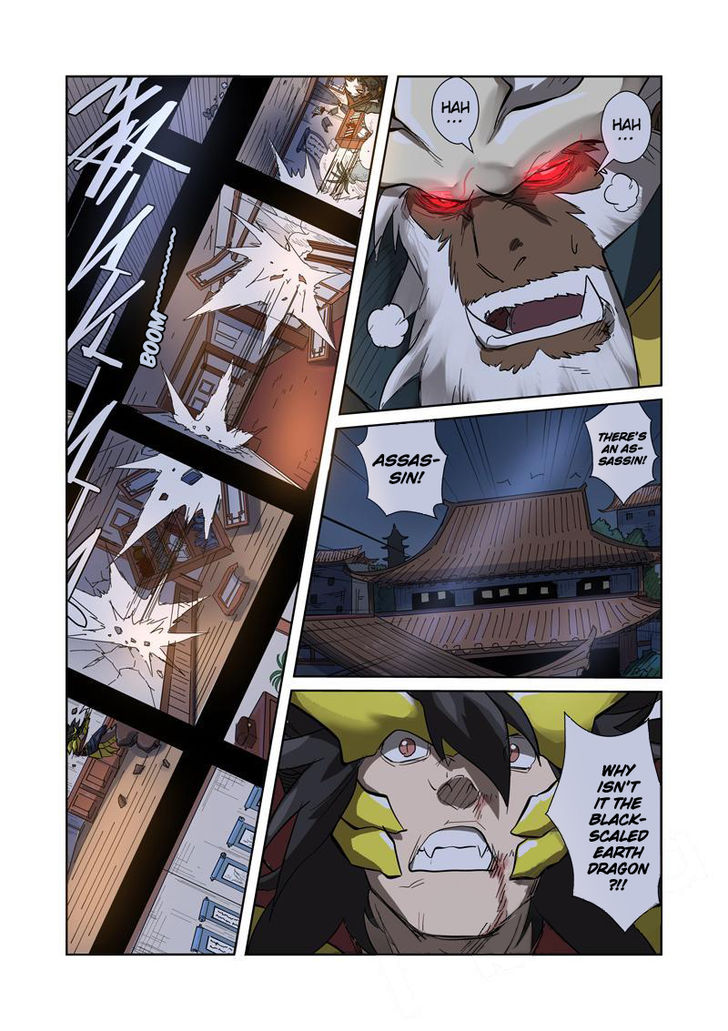 HAH
...
HAH
...
BOOM
ASSAS-
SIN!
THERE'S
AN AS-
SASSIN!
WHY
ISN'T
IT THE
BLACK-
SCALED
EARTH
DRAGON
?!!